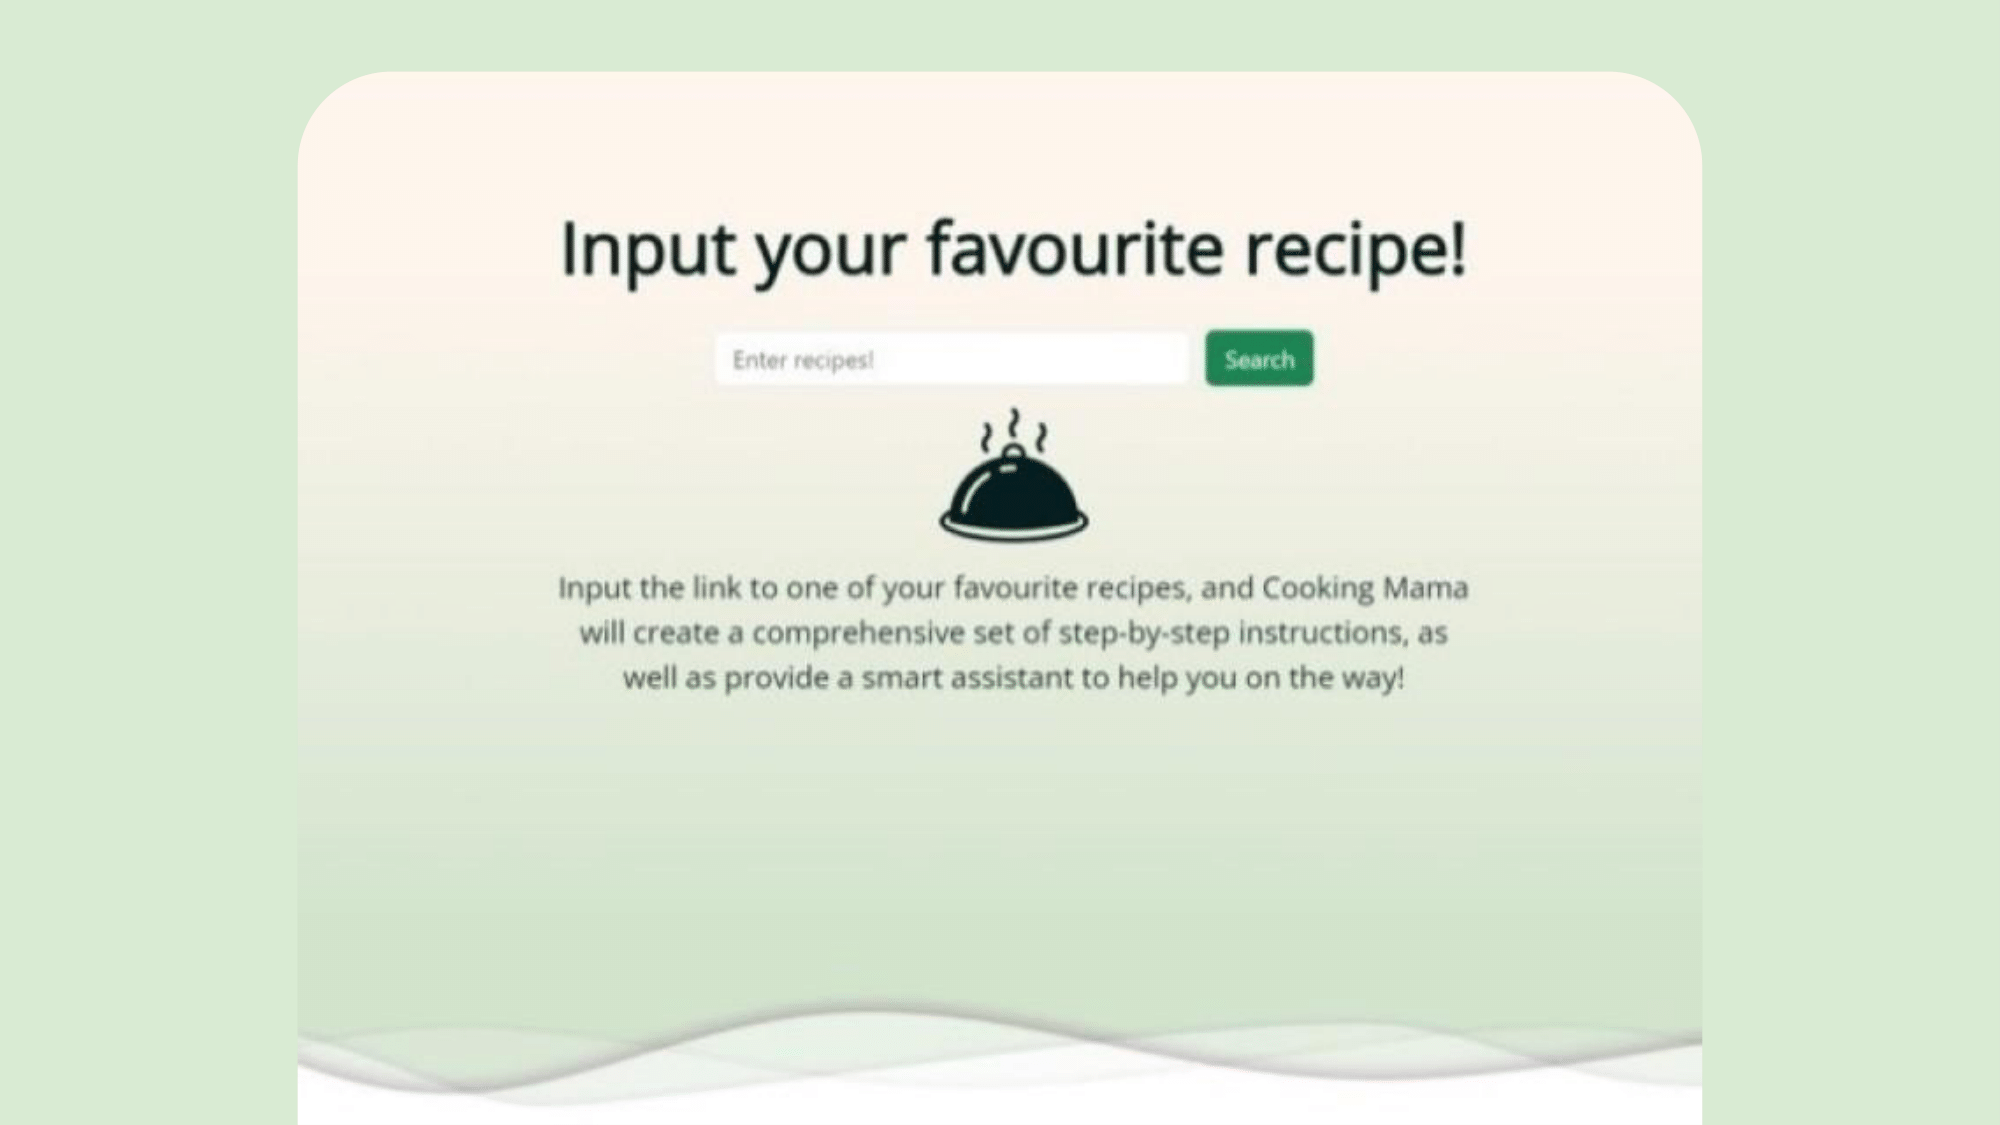 Input your favourite recipe!
Enter recipes!
Search
Input the link to one of your favourite recipes, and Cooking Mama
will create a comprehensive set of step-by-step instructions, as
well as provide a smart assistant to help you on the way!